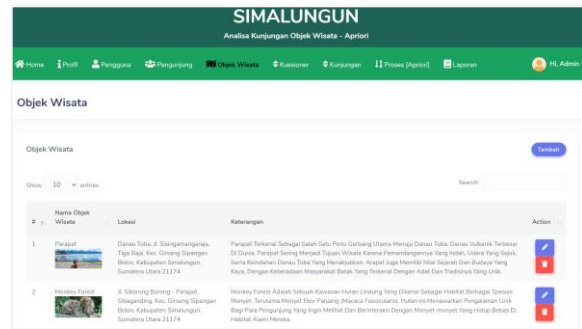 SIMALUNGUN
Analisa Kunjungan Objek Wisata - Apriori
Home Profil Pengguna Pengunjung Objek Wisata Kuesioner Kunjungan Proses [Apriori] Laporan Hi, Admin
Objek Wisata
Objek Wisata Tambah
Show 10 entries Search:
# Nama Objek Wisata Lokasi Keterangan Action
1 Parapat
Danau Toba, Jl. Sisingamangaraja,
Tiga Raja, Kec. Girsang Sipangan
Bolon, Kabupaten Simalungun,
Sumatera Utara 21174
Parapat Terkenal Sebagai Salah Satu Pintu Gerbang Utama Menuju Danau Toba, Danau Vulkanik Terbesar
Di Dunia. Parapat Sering Menjadi Tujuan Wisata Karena Pemandangannya Yang Indah, Udara Yang Sejuk,
Serta Keindahan Danau Toba Yang Menakjubkan. Arapat Juga Memiliki Nilai Sejarah Dan Budaya Yang
Kaya, Dengan Keberadaan Masyarakat Batak Yang Terkenal Dengan Adat Dan Tradisinya Yang Unik.
2 Monkey Forest
Jl. Siborong Borong - Parapat,
Sibaganding, Kec. Girsang Sipangan
Bolon, Kabupaten Simalungun,
Sumatera Utara 21174
Monkey Forest Adalah Sebuah Kawasan Hutan Lindung Yang Dikenal Sebagai Habitat Berbagai Spesies
Monyet, Terutama Monyet Ekor Panjang (Macaca Fascicularis), Hutan Ini Menawarkan Pengalaman Unik
Bagi Para Pengunjung Yang Ingin Melihat Dan Berinteraksi Dengan Monyet-monyet Yang Hidup Bebas Di
Habitat Alami Mereka.